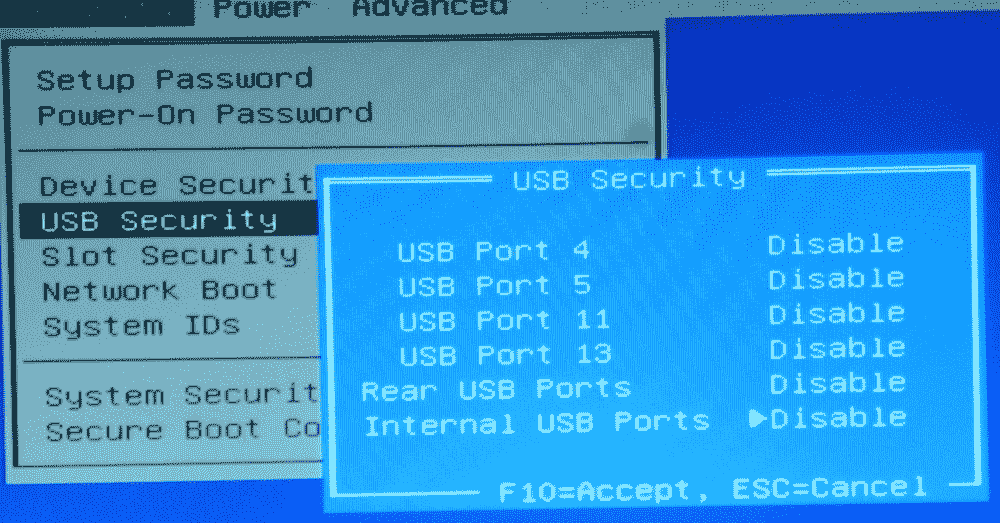 Power Advanced
Setup Password
Power-On Password
Device Securit
USB Security
Slot Security
Network Boot
System IDs
System Securit
Secure Boot Co
USB Security
USB Port 4 Disable
USB Port 5 Disable
USB Port 11 Disable
USB Port 13 Disable
Rear USB Ports Disable
Internal USB Ports ▶Disable
F10=Accept, ESC=Cancel